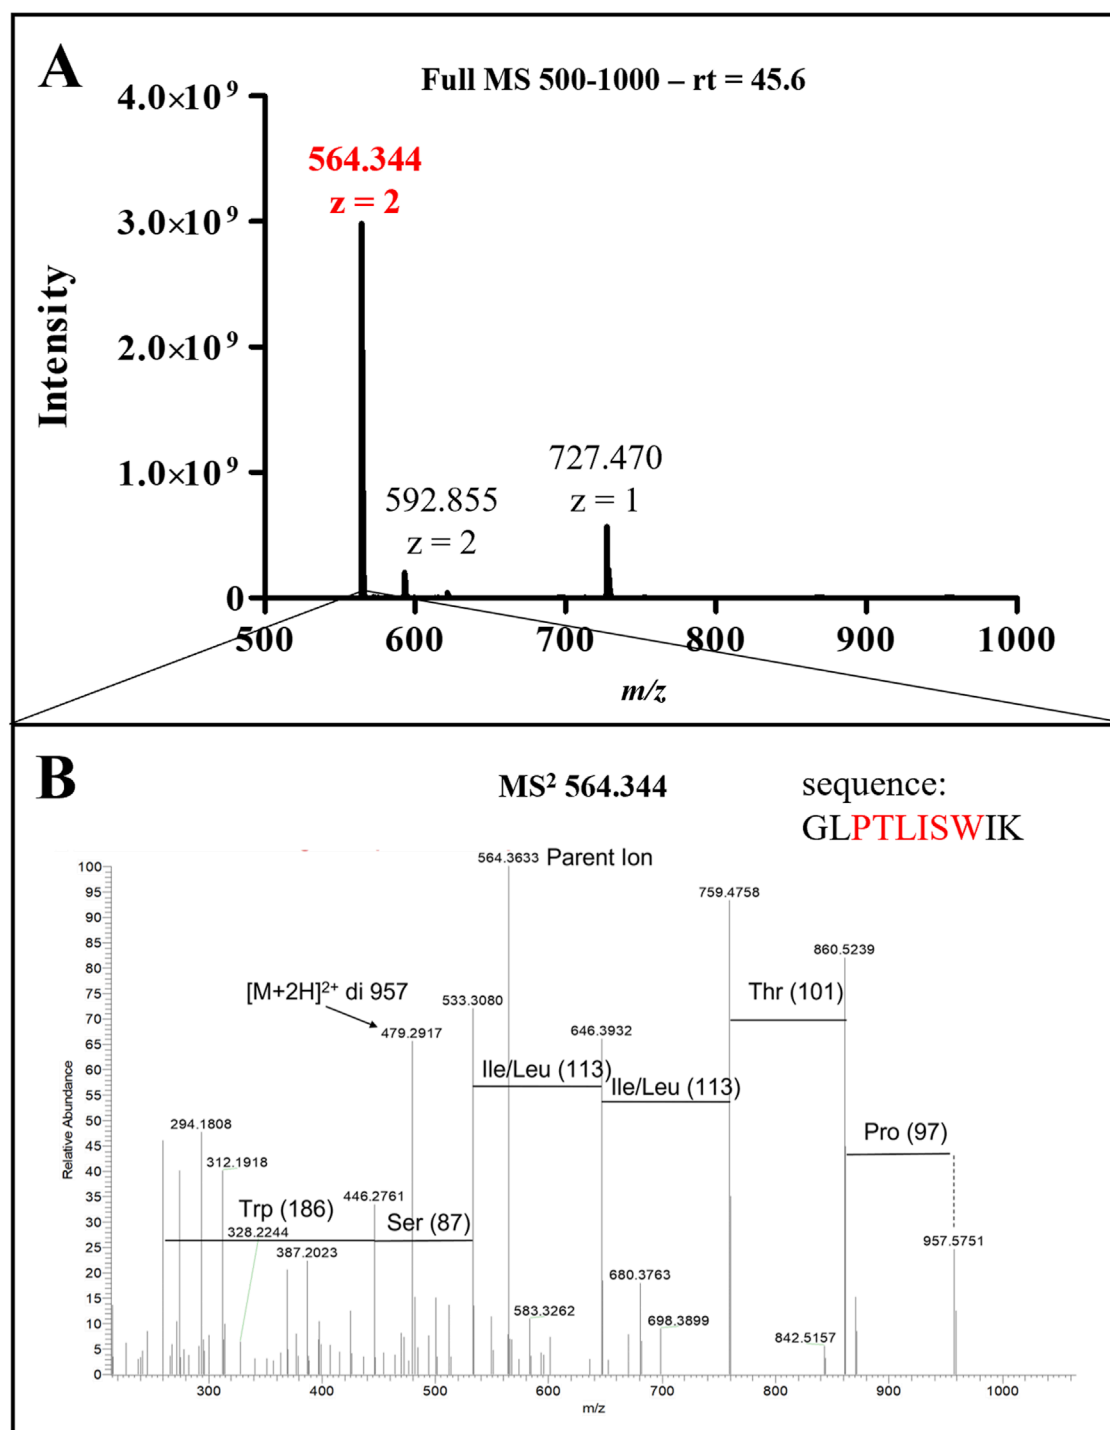 A
Full MS 500-1000 – rt = 45.6
4.0×10⁹
3.0×10⁹
2.0×10⁹
1.0×10⁹
0
Intensity
564.344
z = 2
592.855
z = 2
727.470
z = 1
500 600 700 800 900 1000
m/z
B
MS² 564.344
sequence:
GLPTLISWIK
564.3633 Parent Ion
759.4758
860.5239
Thr (101)
[M+2H]²⁺ di 957
533.3080
479.2917
646.3932
Ile/Leu (113)
Ile/Leu (113)
Pro (97)
294.1808
312.1918
446.2761
Trp (186)
Ser (87)
328.2244
387.2023
957.5751
680.3763
583.3262
698.3899
842.5157
100
95
90
85
80
75
70
65
60
55
50
45
40
35
30
25
20
15
10
5
0
Relative Abundance
300 400 500 600 700 800 900 1000
m/z